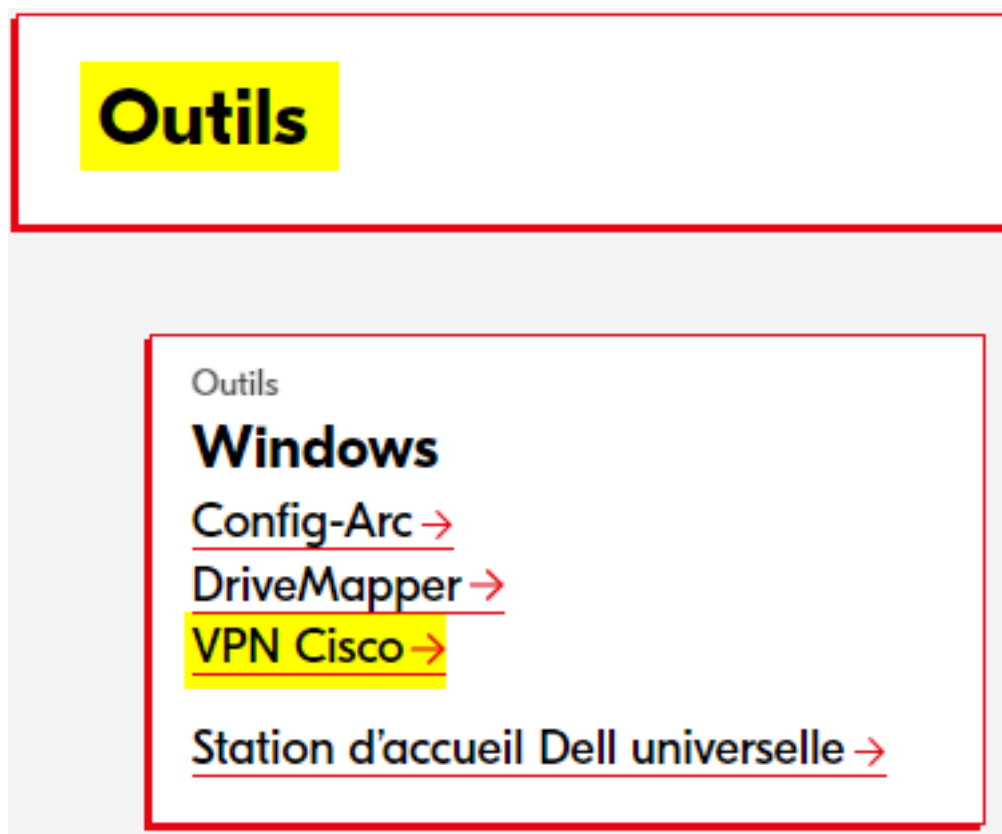 Outils
Outils
Windows
Config-Arc →
DriveMapper →
VPN Cisco →
Station d'accueil Dell universelle →